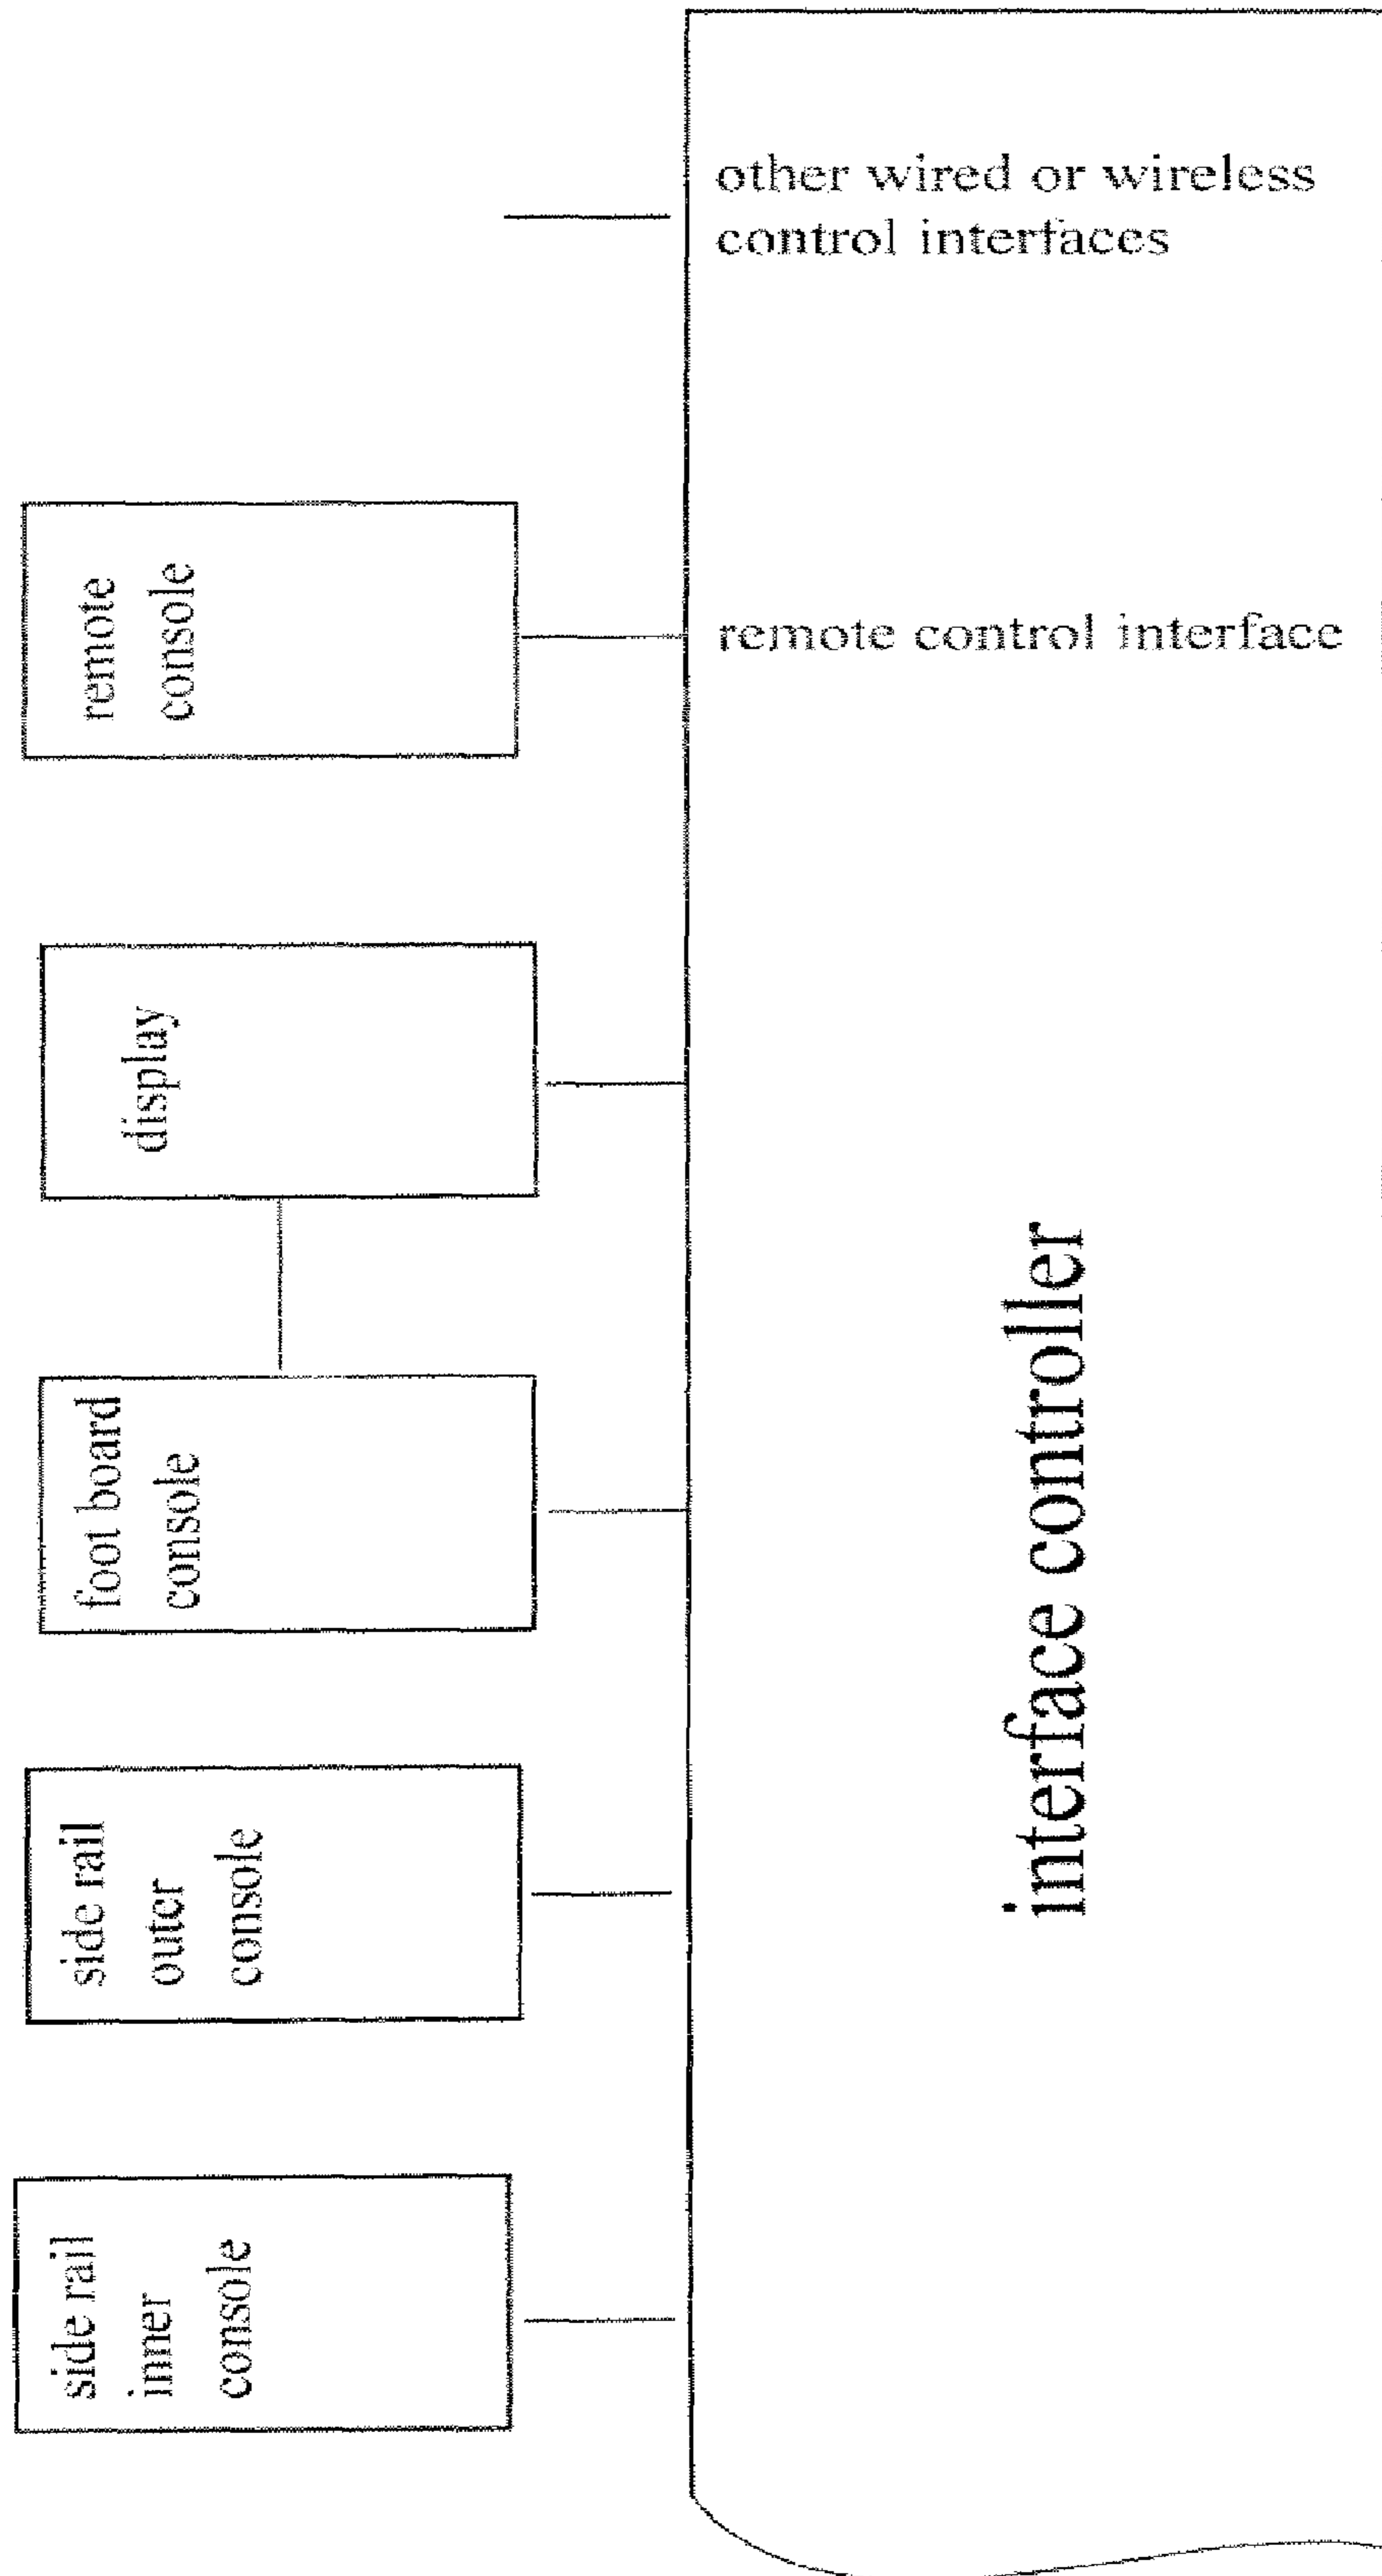 other wired or wireless
control interfaces
remote
console
remote control interface
display
foot board
console
interface controller
side rail
outer
console
side rail
inner
console